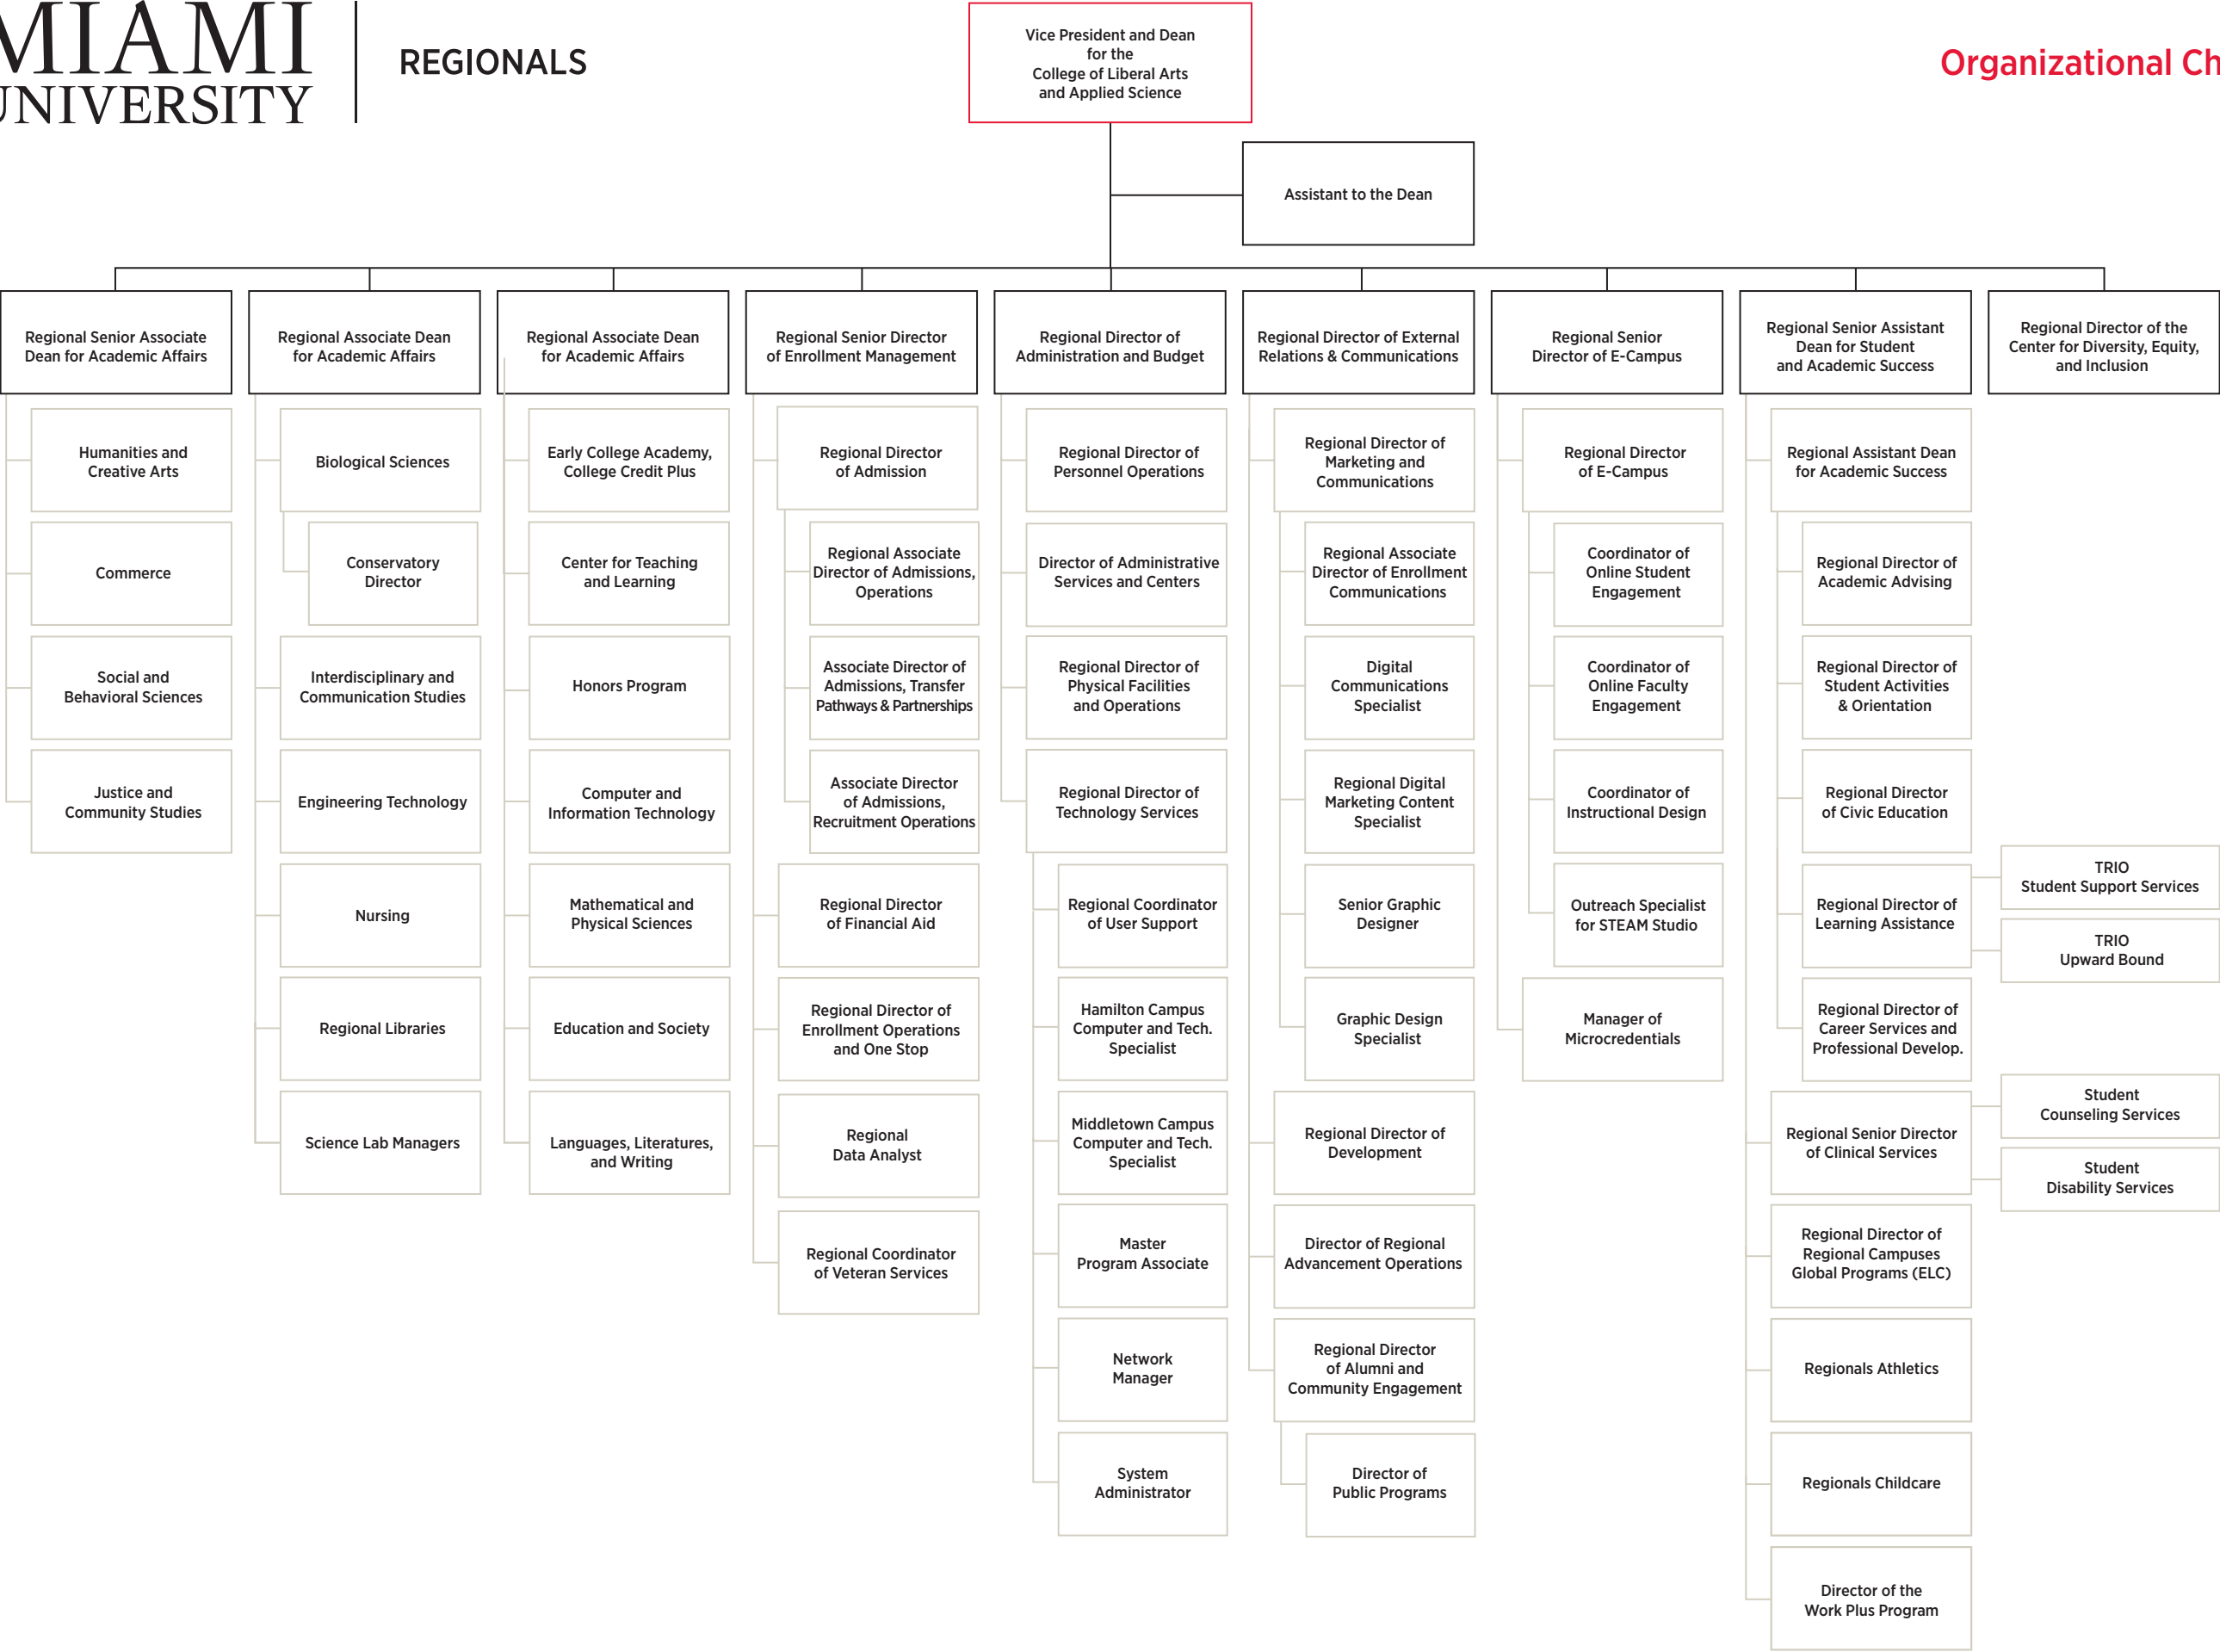 MIAMI
UNIVERSITY
REGIONALS
Vice President and Dean
for the
College of Liberal Arts
and Applied Science
Organizational Ch
Assistant to the Dean
Regional Senior Associate
Dean for Academic Affairs
Humanities and
Creative Arts
Commerce
Social and
Behavioral Sciences
Justice and
Community Studies
Regional Associate Dean
for Academic Affairs
Biological Sciences
Conservatory
Director
Interdisciplinary and
Communication Studies
Engineering Technology
Nursing
Regional Libraries
Science Lab Managers
Regional Associate Dean
for Academic Affairs
Early College Academy,
College Credit Plus
Center for Teaching
and Learning
Honors Program
Computer and
Information Technology
Mathematical and
Physical Sciences
Education and Society
Languages, Literatures,
and Writing
Regional Senior Director
of Enrollment Management
Regional Director
of Admission
Regional Associate
Director of Admissions,
Operations
Associate Director of
Admissions, Transfer
Pathways & Partnerships
Associate Director
of Admissions,
Recruitment Operations
Regional Director
of Financial Aid
Regional Director of
Enrollment Operations
and One Stop
Regional
Data Analyst
Regional Coordinator
of Veteran Services
Regional Director of
Administration and Budget
Regional Director of
Personnel Operations
Director of Administrative
Services and Centers
Regional Director of
Physical Facilities
and Operations
Regional Director of
Technology Services
Regional Coordinator
of User Support
Hamilton Campus
Computer and Tech.
Specialist
Middletown Campus
Computer and Tech.
Specialist
Master
Program Associate
Network
Manager
System
Administrator
Regional Director of External
Relations & Communications
Regional Director of
Marketing and
Communications
Regional Associate
Director of Enrollment
Communications
Digital
Communications
Specialist
Regional Digital
Marketing Content
Specialist
Senior Graphic
Designer
Graphic Design
Specialist
Regional Director of
Development
Director of Regional
Advancement Operations
Regional Director
of Alumni and
Community Engagement
Director of
Public Programs
Regional Senior
Director of E-Campus
Regional Director
of E-Campus
Coordinator of
Online Student
Engagement
Coordinator of
Online Faculty
Engagement
Coordinator of
Instructional Design
Outreach Specialist
for STEAM Studio
Manager of
Microcredentials
Regional Senior Assistant
Dean for Student
and Academic Success
Regional Assistant Dean
for Academic Success
Regional Director of
Academic Advising
Regional Director of
Student Activities
& Orientation
Regional Director
of Civic Education
Regional Director of
Learning Assistance
TRIO
Student Support Services
TRIO
Upward Bound
Regional Director of
Career Services and
Professional Develop.
Regional Senior Director
of Clinical Services
Student
Counseling Services
Student
Disability Services
Regional Director of
Regional Campuses
Global Programs (ELC)
Regionals Athletics
Regionals Childcare
Director of the
Work Plus Program
Regional Director of the
Center for Diversity, Equity,
and Inclusion